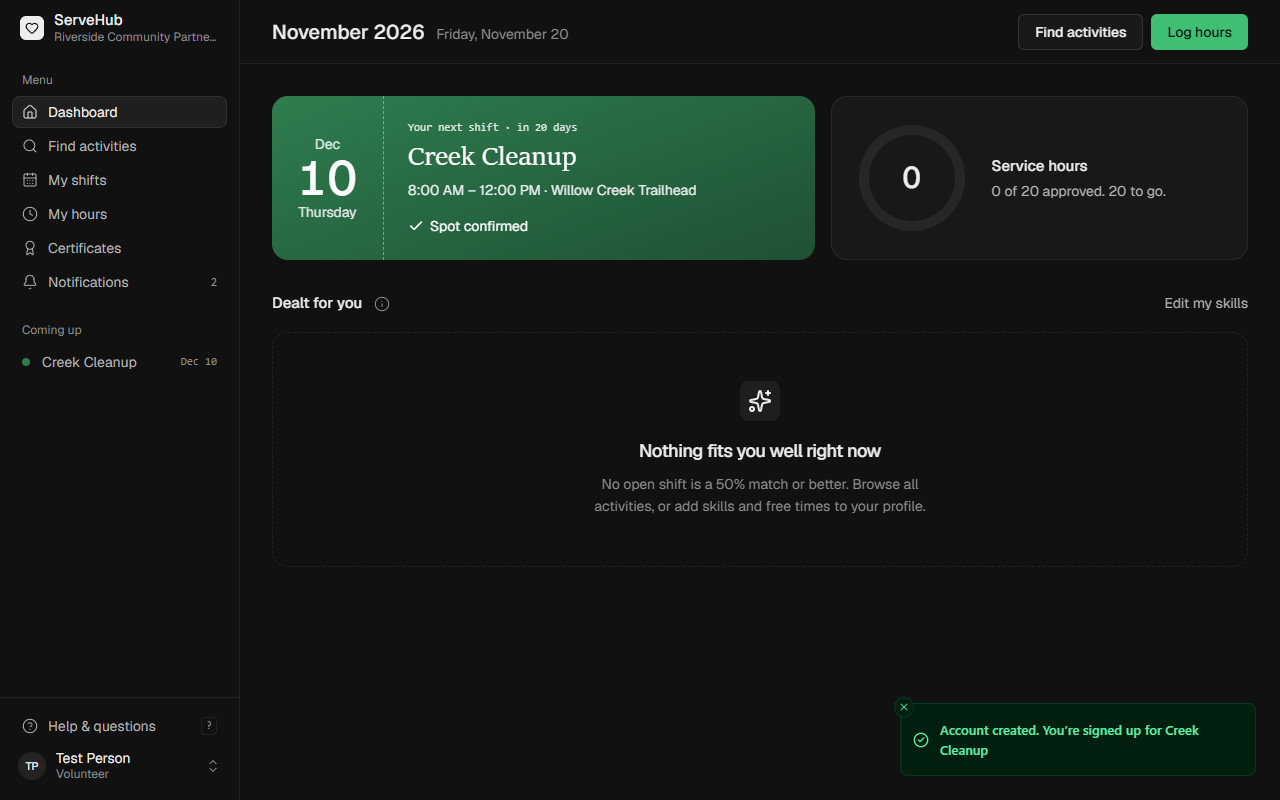 ServeHub
Riverside Community Partne...
Menu
Dashboard
Find activities
My shifts
My hours
Certificates
Notifications 2
Coming up
Creek Cleanup Dec 10
Help & questions ?
TP
Test Person
Volunteer
November 2026 Friday, November 20
Find activities
Log hours
Dec
10
Thursday
Your next shift · in 20 days
Creek Cleanup
8:00 AM – 12:00 PM · Willow Creek Trailhead
Spot confirmed
0
Service hours
0 of 20 approved. 20 to go.
Dealt for you
Edit my skills
Nothing fits you well right now
No open shift is a 50% match or better. Browse all
activities, or add skills and free times to your profile.
Account created. You’re signed up for Creek
Cleanup